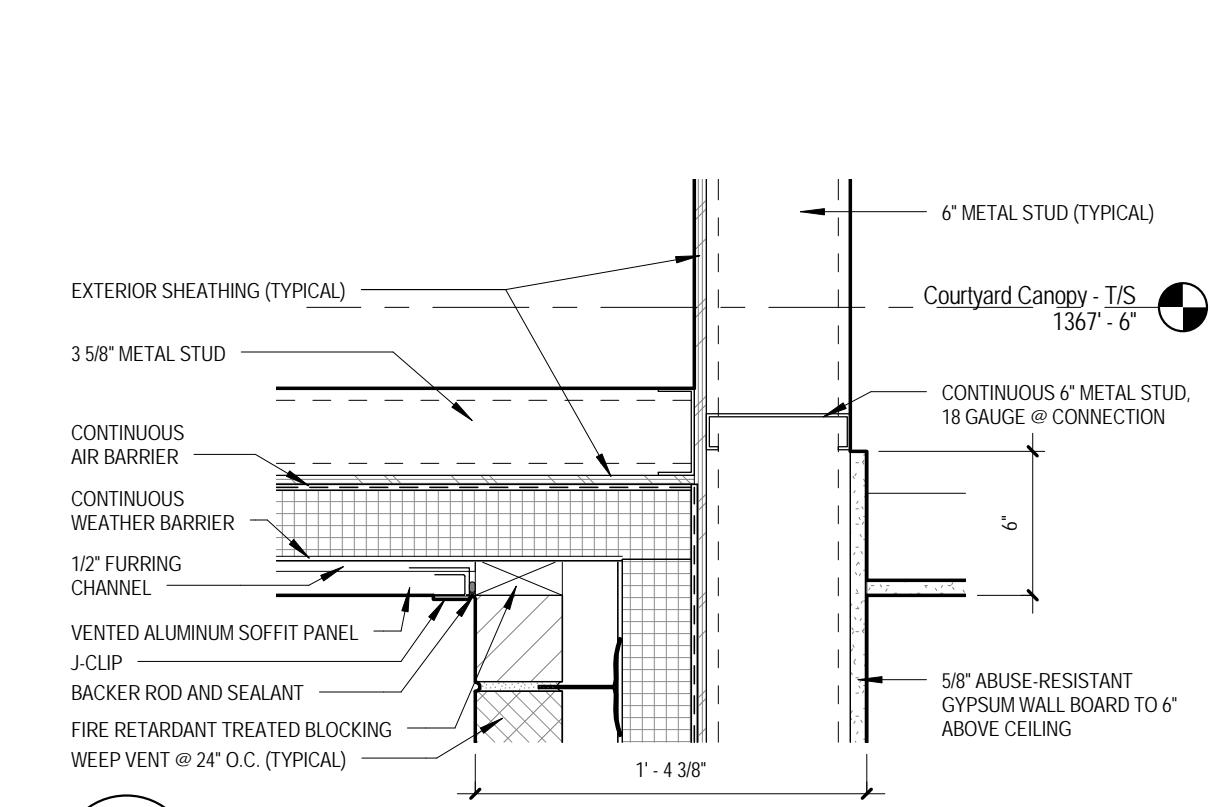 6" METAL STUD (TYPICAL)
EXTERIOR SHEATHING (TYPICAL)
Courtyard Canopy - T/S
1367' - 6"
3 5/8" METAL STUD
CONTINUOUS 6" METAL STUD,
18 GAUGE @ CONNECTION
CONTINUOUS
AIR BARRIER
CONTINUOUS
WEATHER BARRIER
6"
1/2" FURRING
CHANNEL
VENTED ALUMINUM SOFFIT PANEL
J-CLIP
BACKER ROD AND SEALANT
5/8" ABUSE-RESISTANT
GYPSUM WALL BOARD TO 6"
ABOVE CEILING
FIRE RETARDANT TREATED BLOCKING
WEEP VENT @ 24" O.C. (TYPICAL)
1' - 4 3/8"